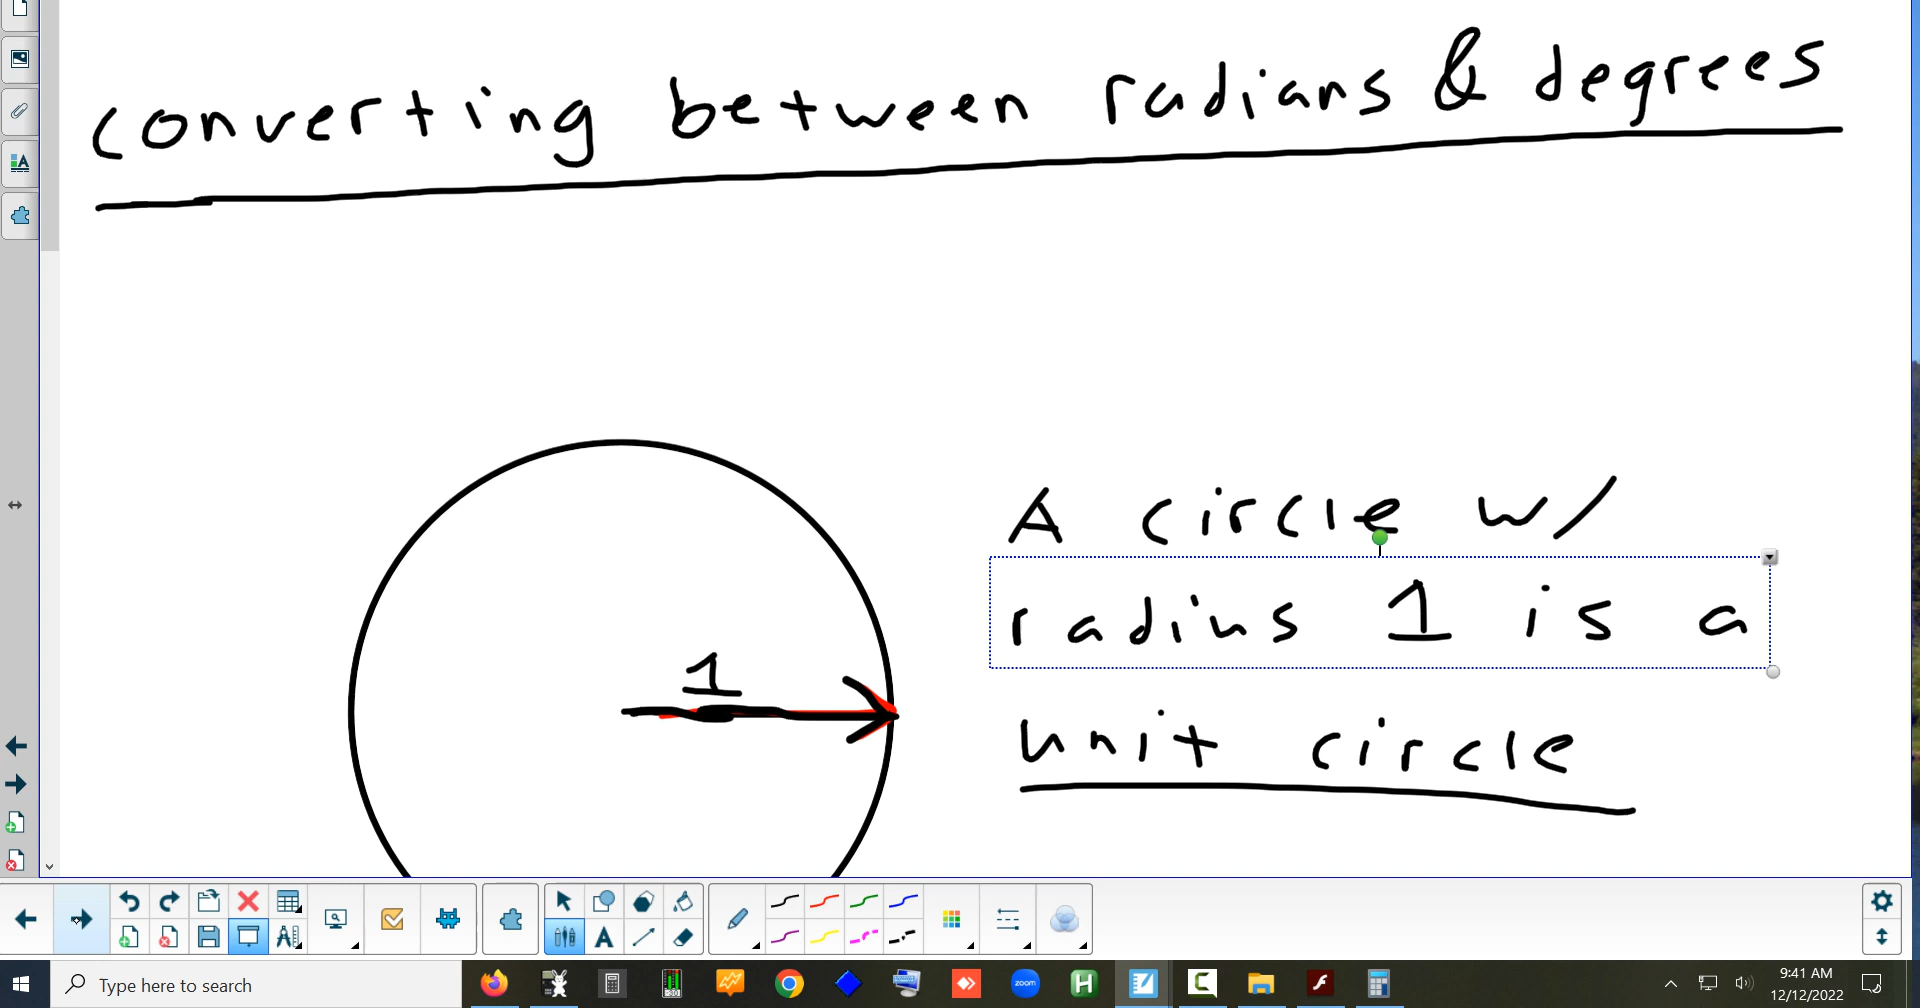 converting between radians & degrees
A circle w/
radius 1 is a
1
unit circle
Type here to search
zoom
H
9:41 AM
12/12/2022